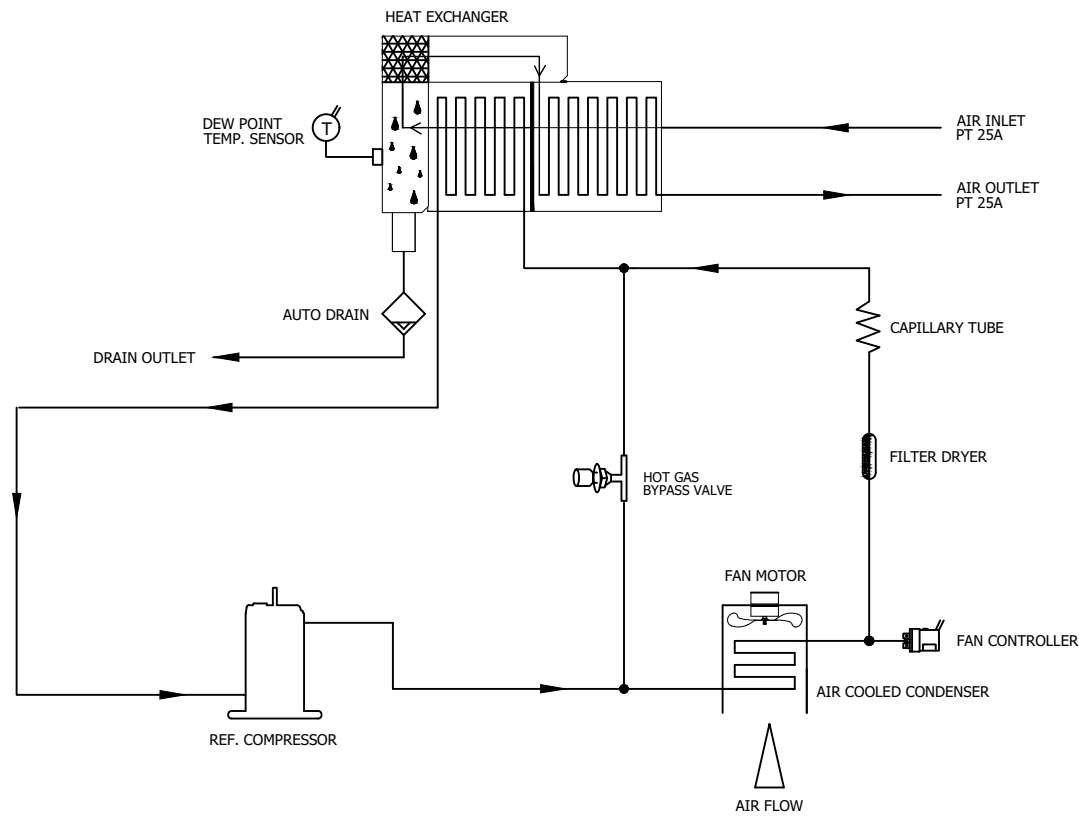 HEAT EXCHANGER
DEW POINT
TEMP. SENSOR
T
AIR INLET
PT 25A
AIR OUTLET
PT 25A
AUTO DRAIN
CAPILLARY TUBE
DRAIN OUTLET
FILTER DRYER
HOT GAS
BYPASS VALVE
FAN MOTOR
FAN CONTROLLER
AIR COOLED CONDENSER
REF. COMPRESSOR
AIR FLOW